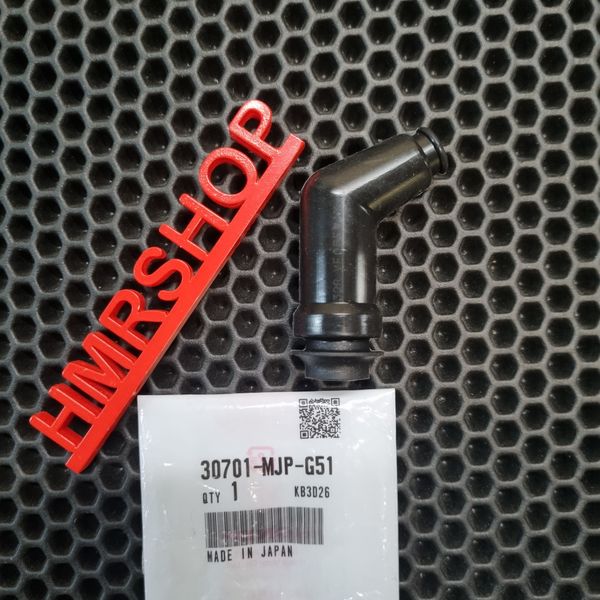 HMRSHOP
30701-MJP-G51
QTY 1 KB3D26
MADE IN JAPAN